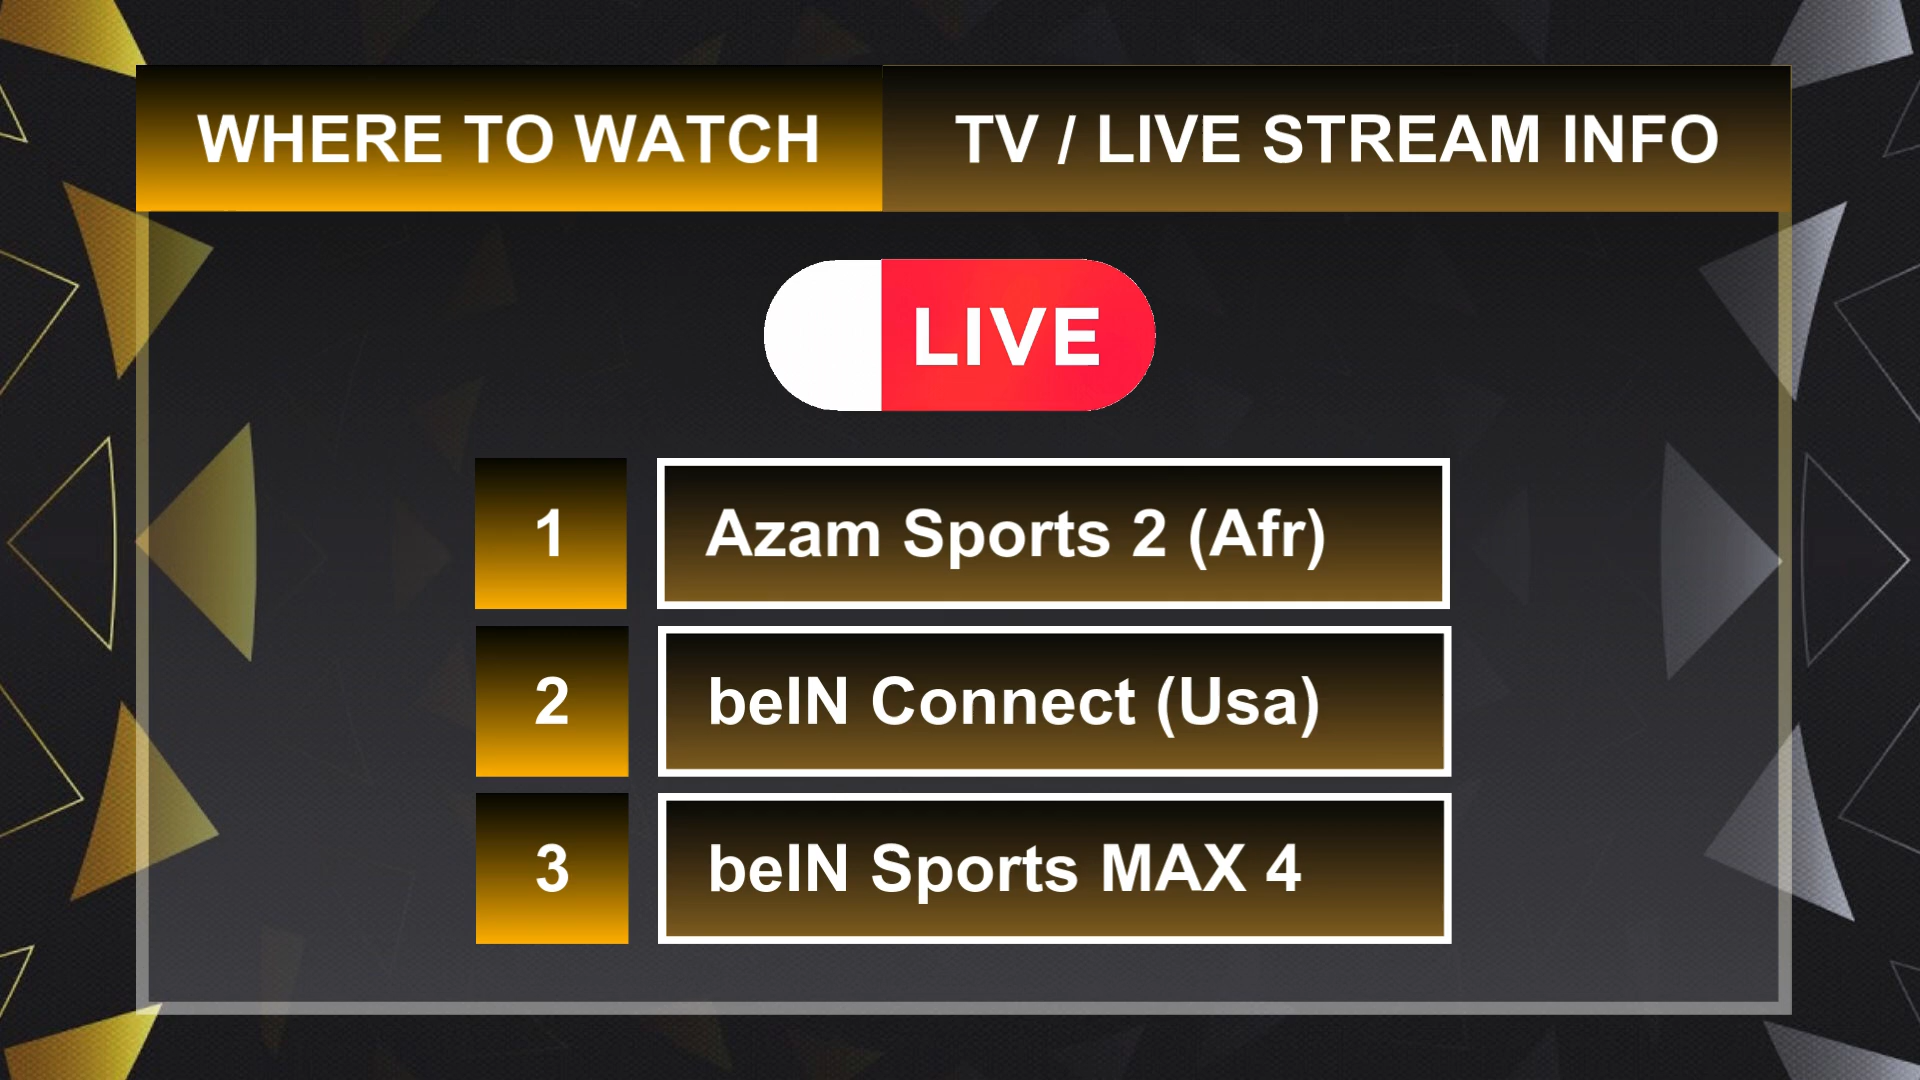 WHERE TO WATCH
TV / LIVE STREAM INFO
LIVE
1
Azam Sports 2 (Afr)
2
beIN Connect (Usa)
3
beIN Sports MAX 4